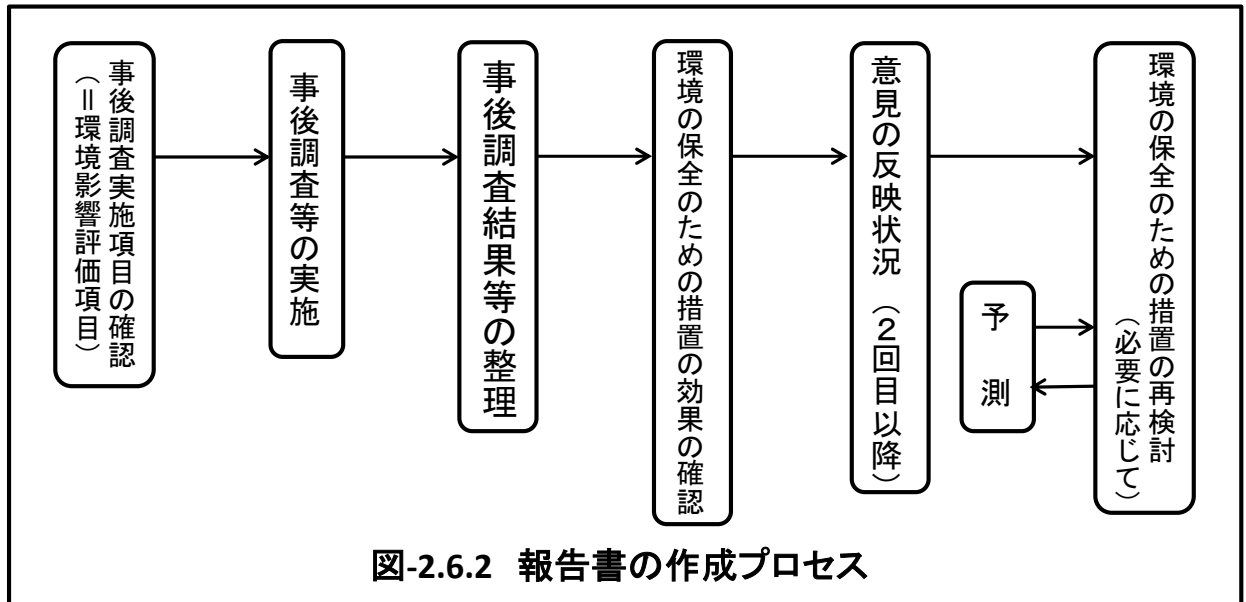 事後調査実施項目の確認
（＝環境影響評価項目）
事後調査等の実施
事後調査結果等の整理
環境の保全のための措置の効果の確認
意見の反映状況（２回目以降）
予測
環境の保全のための措置の再検討
（必要に応じて）
図-2.6.2 報告書の作成プロセス